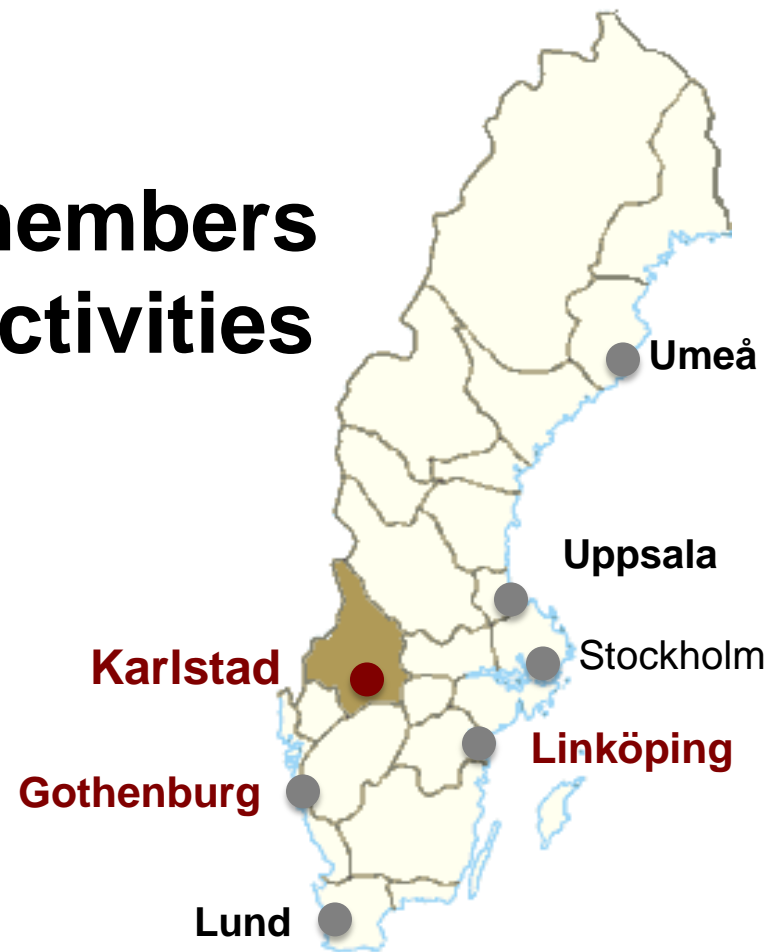 nembers
ctivities
Umeå
Uppsala
Stockholm
Karlstad
Linköping
Gothenburg
Lund